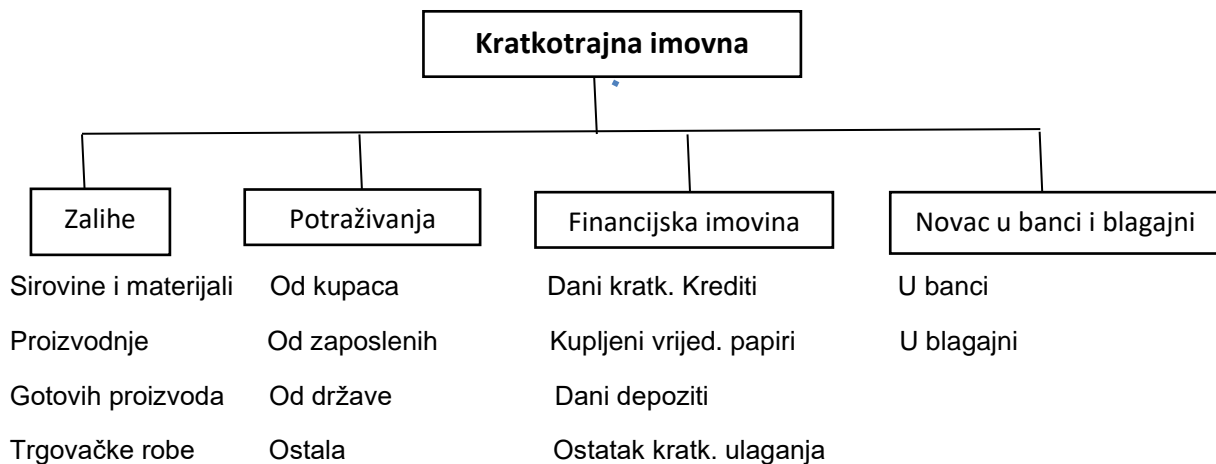 Kratkotrajna imovna
Zalihe
Potraživanja
Financijska imovina
Novac u banci i blagajni
Sirovine i materijali
Od kupaca
Dani kratk. Krediti
U banci
Proizvodnje
Od zaposlenih
Kupljeni vrijed. papiri
U blagajni
Gotovih proizvoda
Od države
Dani depoziti
Trgovačke robe
Ostala
Ostatak kratk. ulaganja